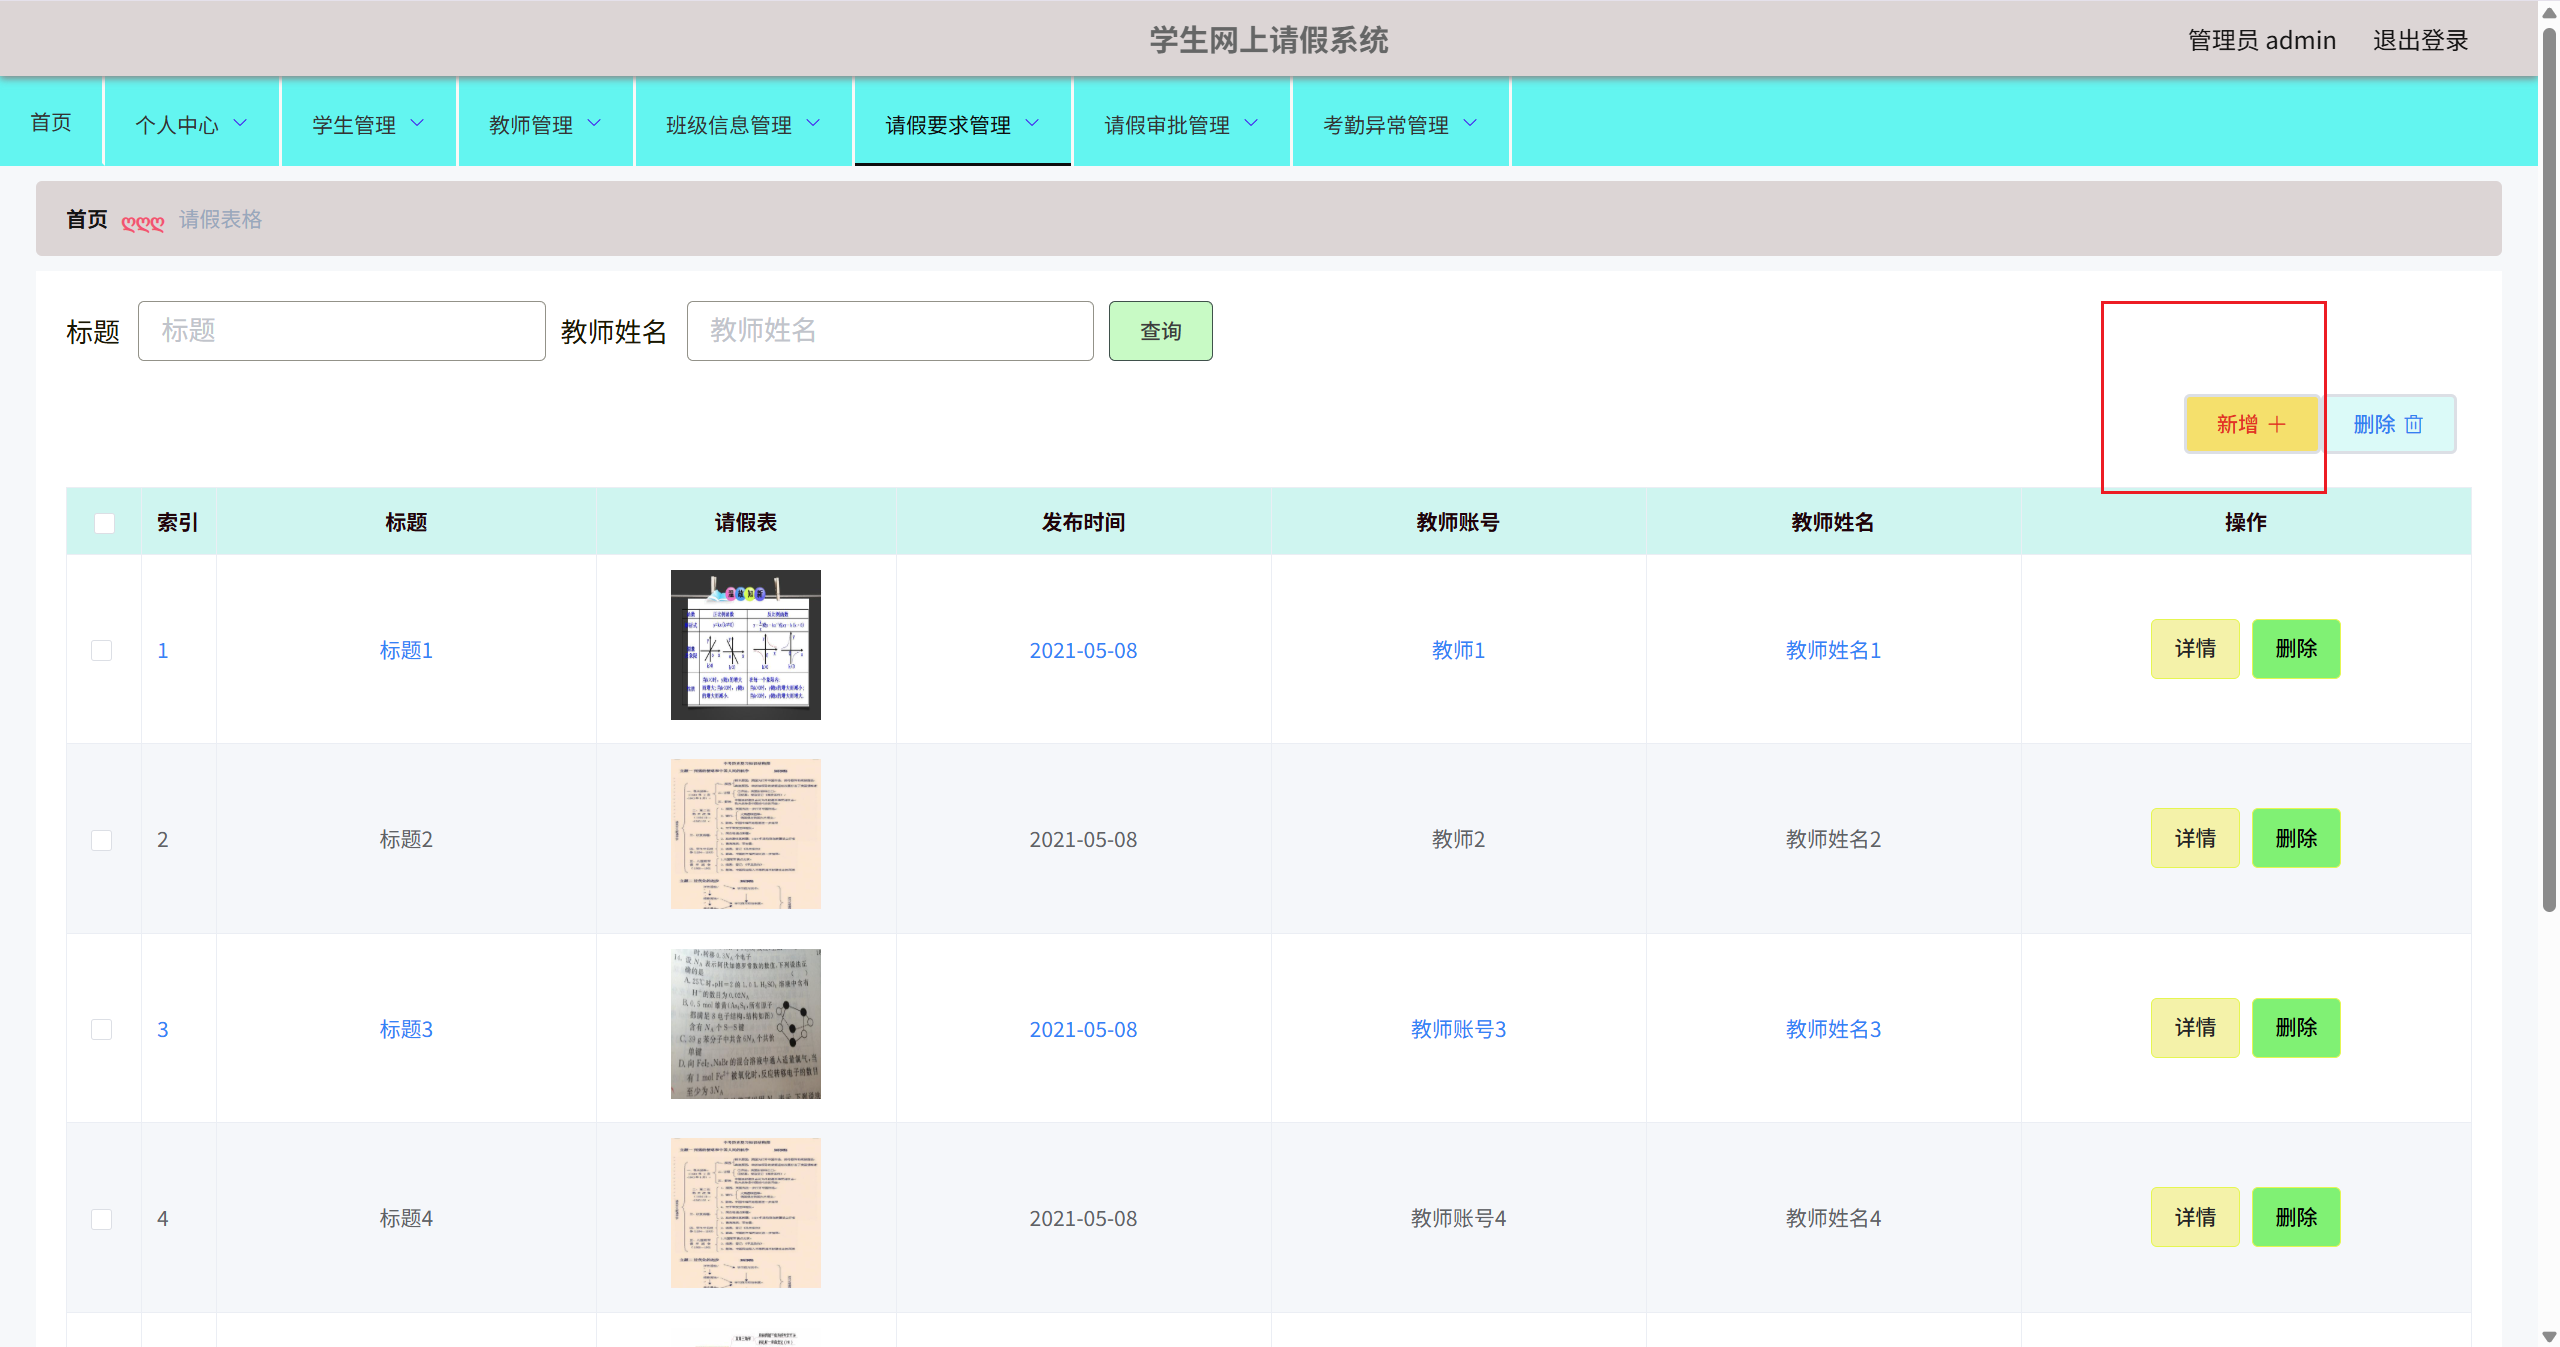 学生网上请假系统
管理员 admin 退出登录
首页 个人中心 学生管理 教师管理 班级信息管理 请假要求管理 请假审批管理 考勤异常管理
首页 ღღღ 请假表格
标题 标题 教师姓名 教师姓名 查询
新增 删除
索引 标题 请假表 发布时间 教师账号 教师姓名 操作
1 标题1 2021-05-08 教师1 教师姓名1 详情 删除
2 标题2 2021-05-08 教师2 教师姓名2 详情 删除
3 标题3 2021-05-08 教师账号3 教师姓名3 详情 删除
4 标题4 2021-05-08 教师账号4 教师姓名4 详情 删除